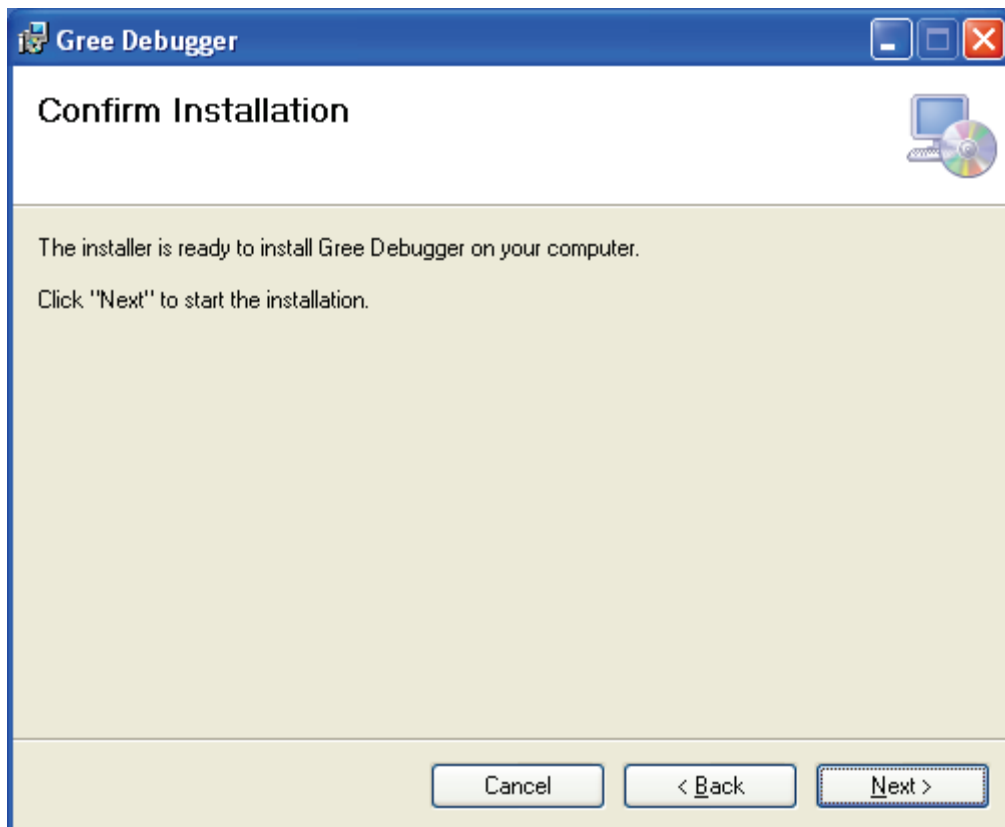 Gree Debugger
Confirm Installation
The installer is ready to install Gree Debugger on your computer.
Click "Next" to start the installation.
Cancel
< Back
Next >